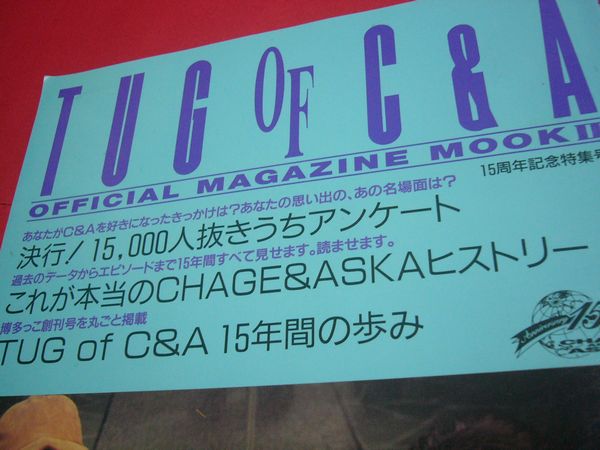 TUG OF C&A
OFFICIAL MAGAZINE MOOK II
15周年記念特集号
あなたがC&Aを好きになったきっかけは?あなたの思い出の、あの名場面は?
決行!15,000人抜きうちアンケート
過去のデータからエピソードまで15年間すべて見せます。読ませます。
これが本当のCHAGE&ASKAヒストリー
博多っこ創刊号を丸ごと掲載
TUG of C&A 15年間の歩み
Anniversary 15